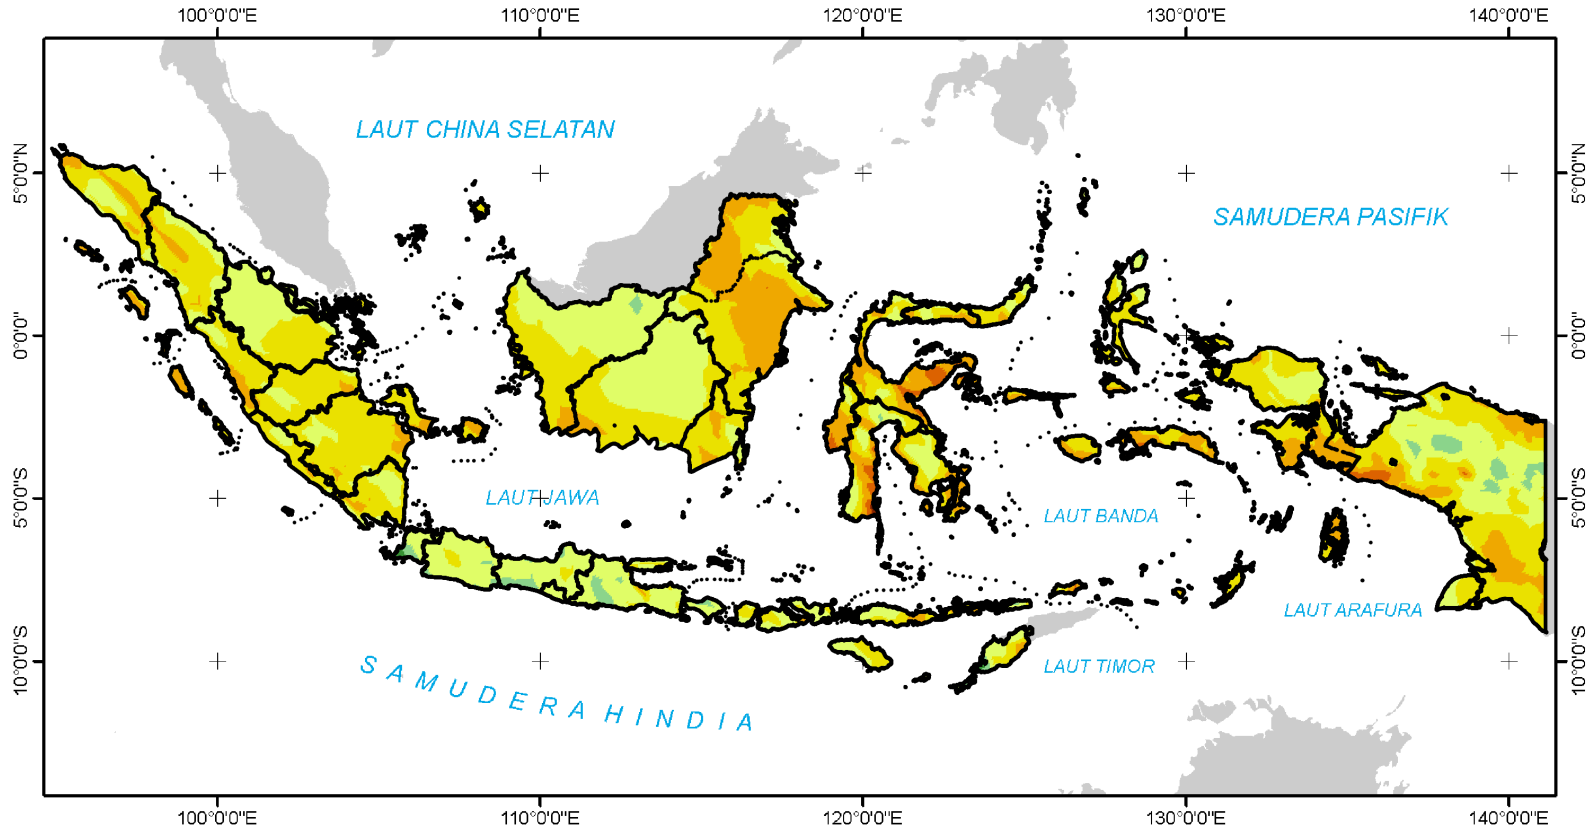 100°0'0"E 110°0'0"E 120°0'0"E 130°0'0"E 140°0'0"E
LAUT CHINA SELATAN
5°0'0"N 5°0'0"N
SAMUDERA PASIFIK
0°0'0" 0°0'0"
5°0'0"S LAUT JAWA 5°0'0"S
LAUT BANDA
LAUT ARAFURA
10°0'0"S LAUT TIMOR 10°0'0"S
SAMUDERA HINDIA
100°0'0"E 110°0'0"E 120°0'0"E 130°0'0"E 140°0'0"E